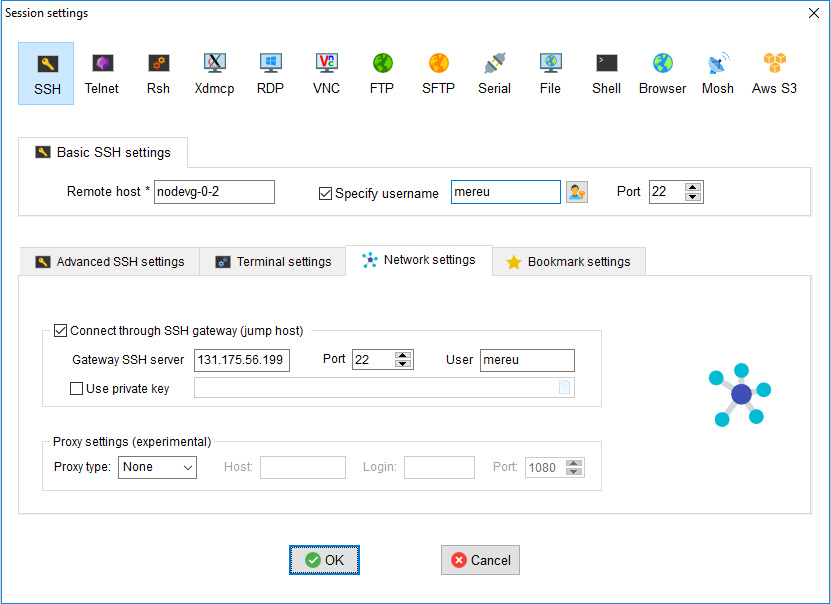 Session settings
SSH Telnet Rsh Xdmcp RDP VNC FTP SFTP Serial File Shell Browser Mosh Aws S3
Basic SSH settings
Remote host * nodevg-0-2 Specify username mereu Port 22
Advanced SSH settings Terminal settings Network settings Bookmark settings
Connect through SSH gateway (jump host)
Gateway SSH server 131.175.56.199 Port 22 User mereu
Use private key
Proxy settings (experimental)
Proxy type: None Host: Login: Port: 1080
OK Cancel